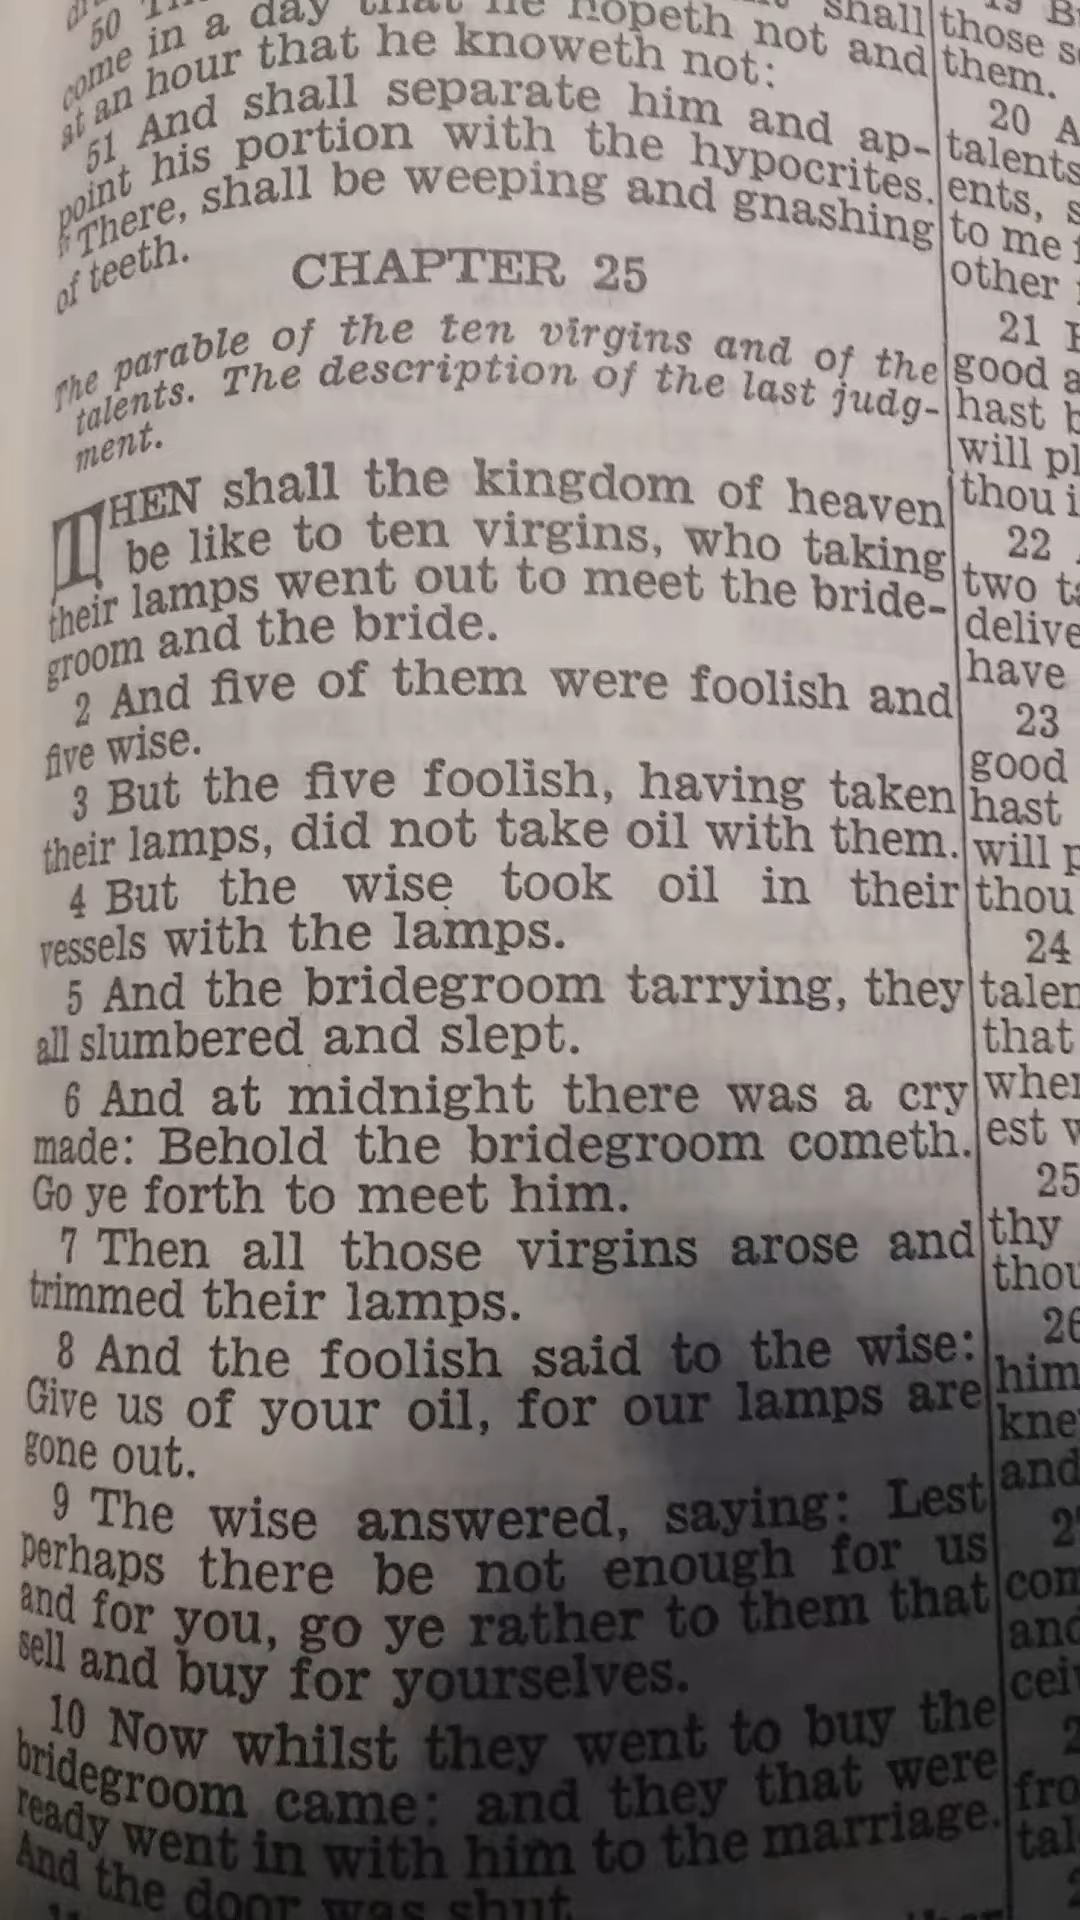 50
come in a day that he hopeth not and
at an hour that he knoweth not:
51 And shall separate him and ap-
point his portion with the hypocrites.
There, shall be weeping and gnashing
of teeth.
CHAPTER 25
The parable of the ten virgins and of the
talents. The description of the last judg-
ment.
THEN shall the kingdom of heaven
be like to ten virgins, who taking
their lamps went out to meet the bride-
groom and the bride.
2 And five of them were foolish and
five wise.
3 But the five foolish, having taken
their lamps, did not take oil with them.
4 But the wise took oil in their
vessels with the lamps.
5 And the bridegroom tarrying, they
all slumbered and slept.
6 And at midnight there was a cry
made: Behold the bridegroom cometh.
Go ye forth to meet him.
7 Then all those virgins arose and
trimmed their lamps.
8 And the foolish said to the wise:
Give us of your oil, for our lamps are
gone out.
9 The wise answered, saying: Lest
perhaps there be not enough for us
and for you, go ye rather to them that
sell and buy for yourselves.
10 Now whilst they went to buy the
bridegroom came: and they that were
ready went in with him to the marriage.
And the door was shut
19
those
them.
20
talents
ents,
to me
other
21
good
hast
will
thou
22
two
have
23
good
hast
will
thou
24
that
est
25
thy
26
him
and